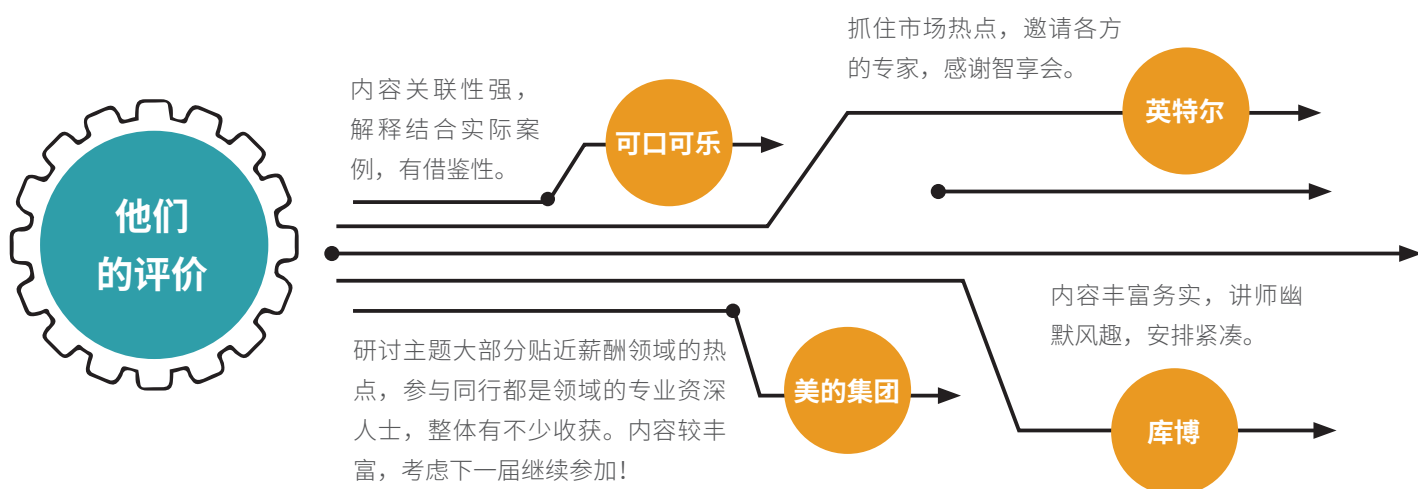 他们
的评价
内容关联性强，
解释结合实际案
例，有借鉴性。
可口可乐
抓住市场热点，邀请各方
的专家，感谢智享会。
英特尔
研讨主题大部分贴近薪酬领域的热
点，参与同行都是领域的专业资深
人士，整体有不少收获。内容较丰
富，考虑下一届继续参加！
美的集团
内容丰富务实，讲师幽
默风趣，安排紧凑。
库博